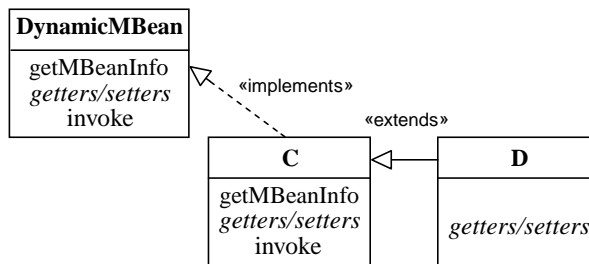 DynamicMBean
getMBeanInfo
getters/setters
invoke
«implements»
«extends»
C
getMBeanInfo
getters/setters
invoke
D
getters/setters